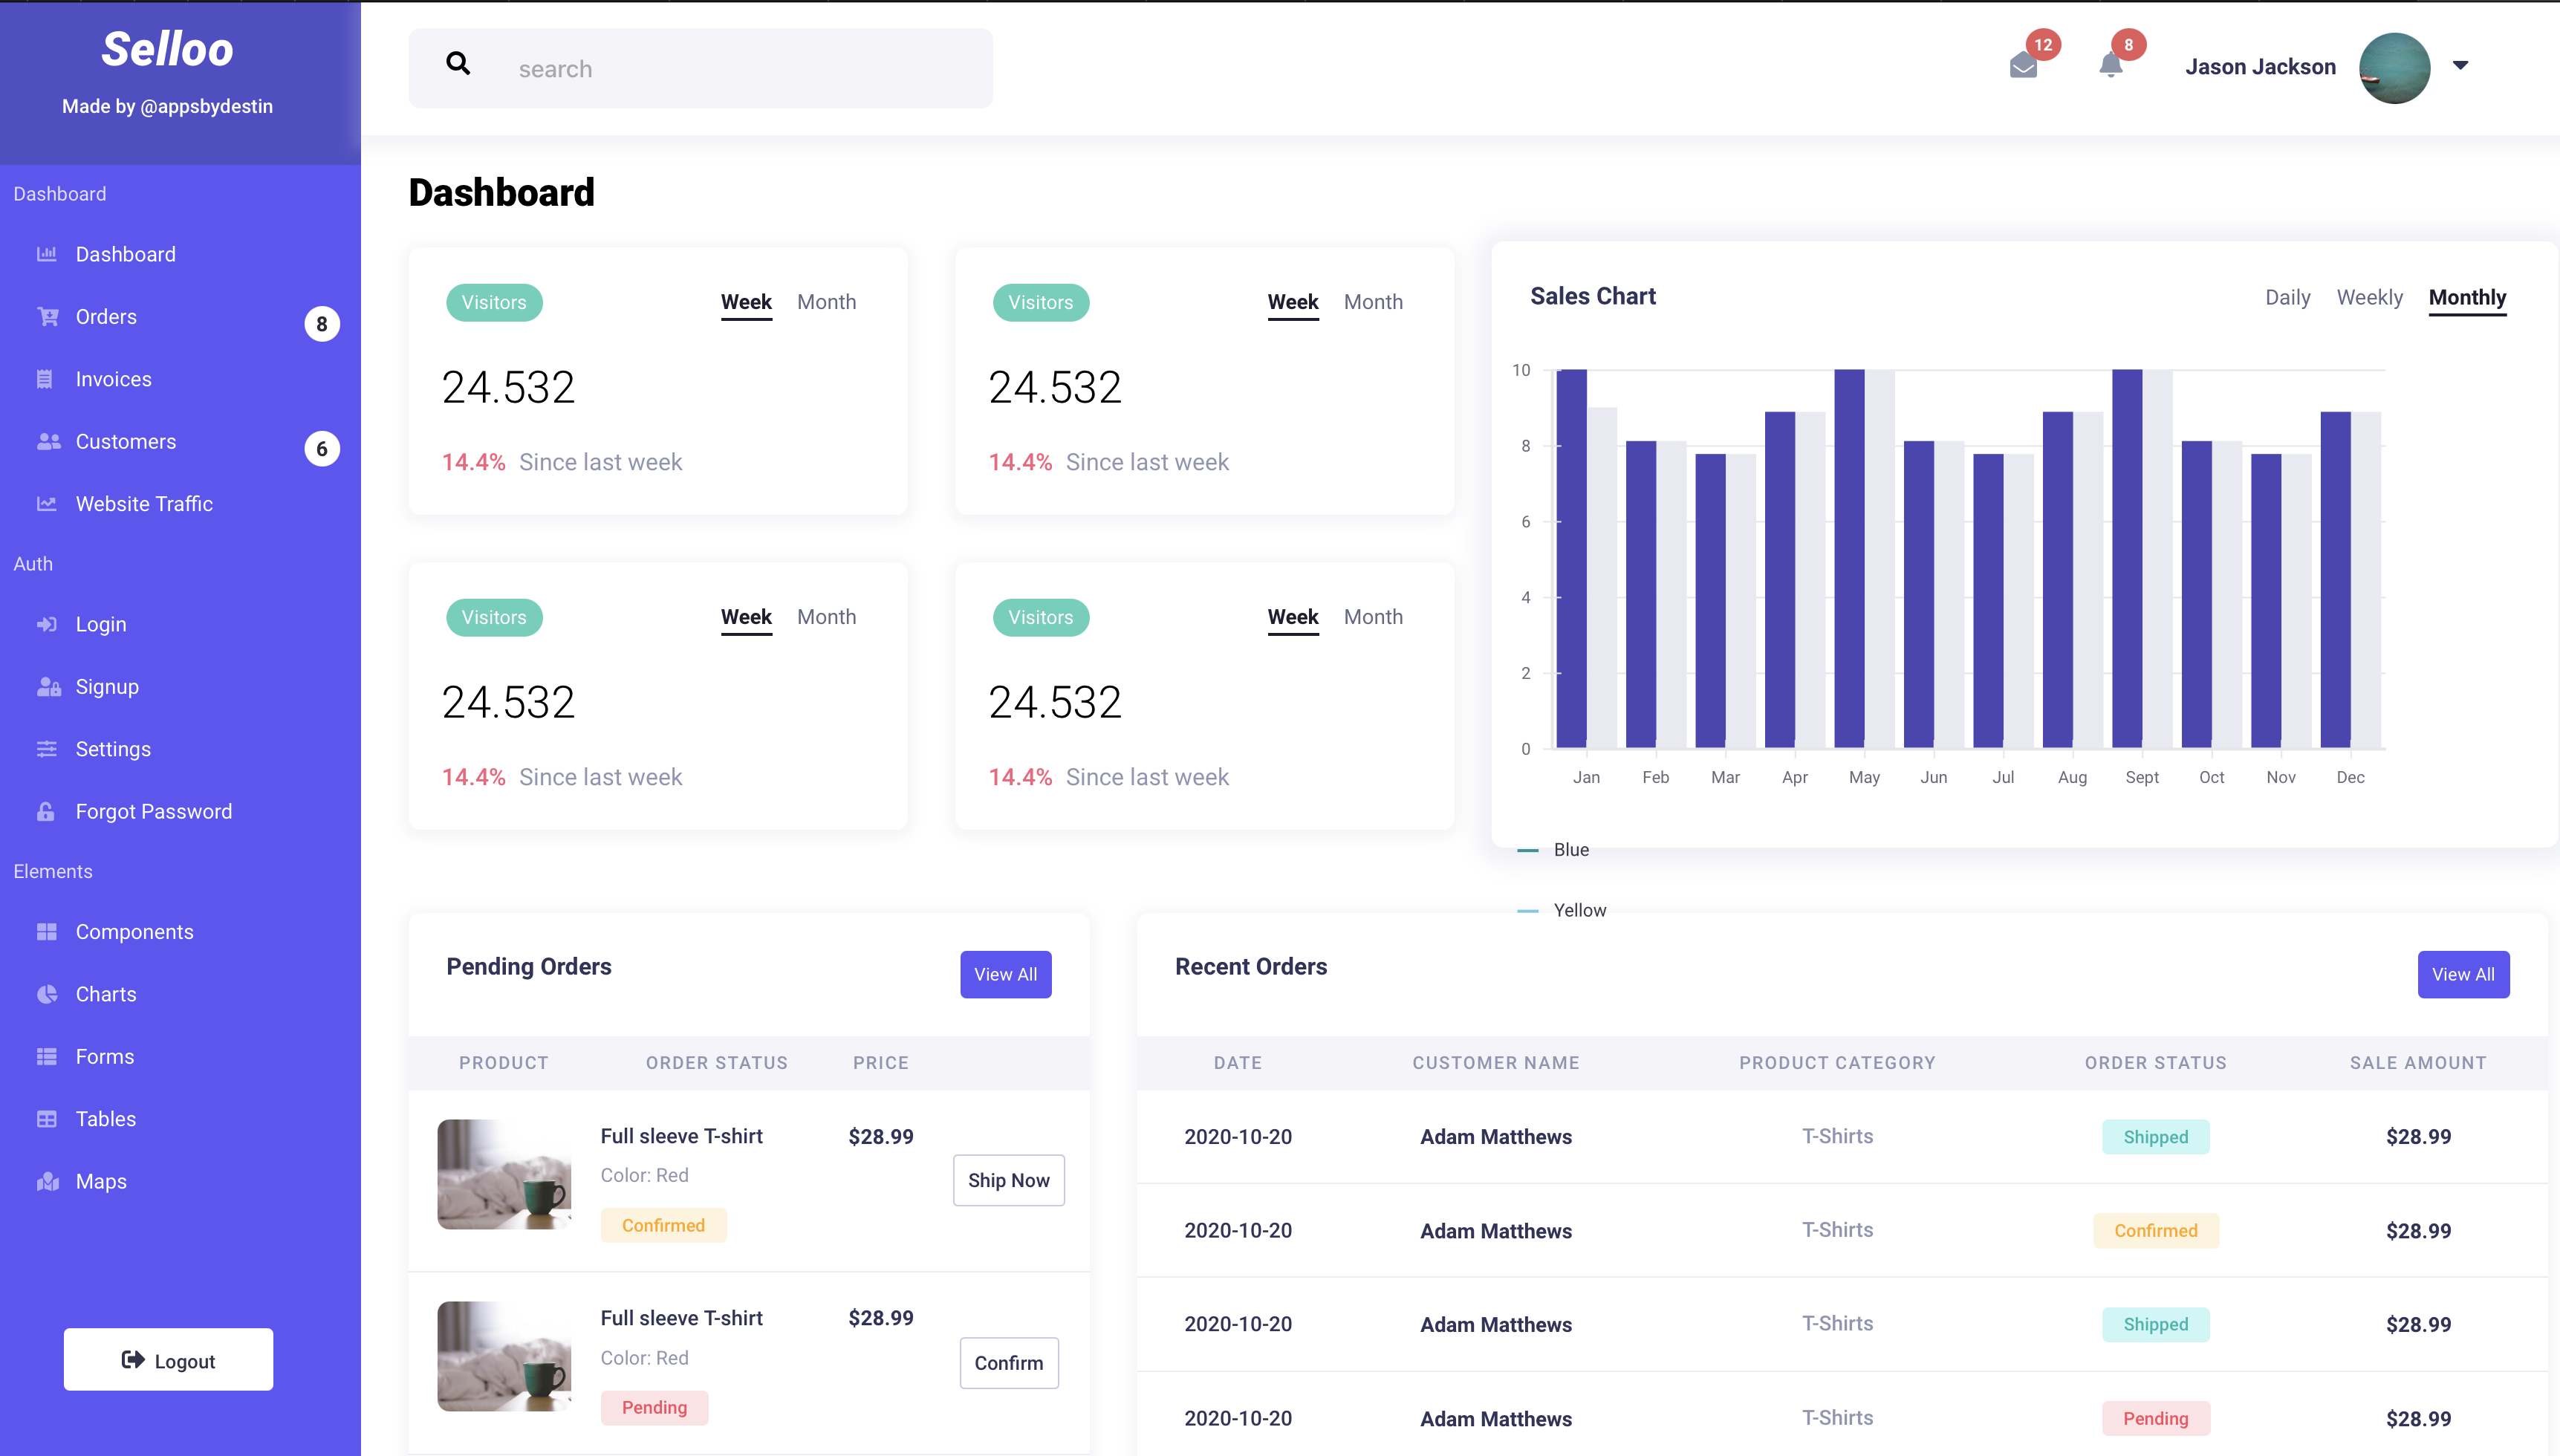 Selloo
Made by @appsbydestin
Dashboard
Dashboard
Orders 8
Invoices
Customers 6
Website Traffic
Auth
Login
Signup
Settings
Forgot Password
Elements
Components
Charts
Forms
Tables
Maps
Logout
search
12
8
Jason Jackson
Dashboard
Visitors Week Month
24.532
14.4% Since last week
Visitors Week Month
24.532
14.4% Since last week
Visitors Week Month
24.532
14.4% Since last week
Visitors Week Month
24.532
14.4% Since last week
Sales Chart Daily Weekly Monthly
10
8
6
4
2
0
Jan Feb Mar Apr May Jun Jul Aug Sept Oct Nov Dec
Blue
Yellow
Pending Orders View All
PRODUCT ORDER STATUS PRICE
Full sleeve T-shirt $28.99
Color: Red
Confirmed
Ship Now
Full sleeve T-shirt $28.99
Color: Red
Pending
Confirm
Recent Orders View All
DATE CUSTOMER NAME PRODUCT CATEGORY ORDER STATUS SALE AMOUNT
2020-10-20 Adam Matthews T-Shirts Shipped $28.99
2020-10-20 Adam Matthews T-Shirts Confirmed $28.99
2020-10-20 Adam Matthews T-Shirts Shipped $28.99
2020-10-20 Adam Matthews T-Shirts Pending $28.99